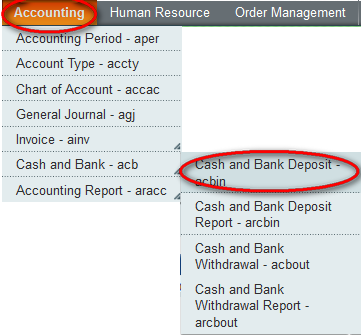 Accounting Human Resource Order Management
Accounting Period - aper
Account Type - accty
Chart of Account - accac
General Journal - agj
Invoice - ainv
Cash and Bank - acb
Accounting Report - aracc
Cash and Bank Deposit -
acbin
Cash and Bank Deposit
Report - arcbin
Cash and Bank
Withdrawal - acbout
Cash and Bank
Withdrawal Report -
arcbout